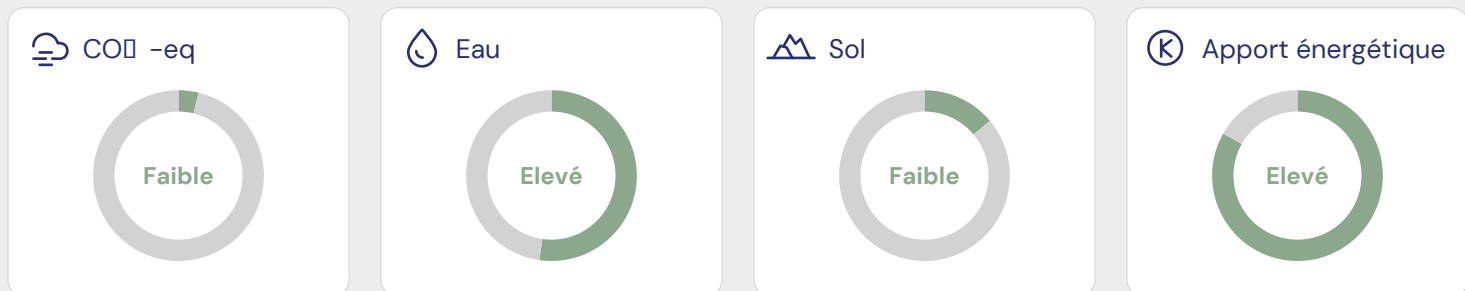 CO▯ -eq
Faible
Eau
Elevé
Sol
Faible
Apport énergétique
Elevé